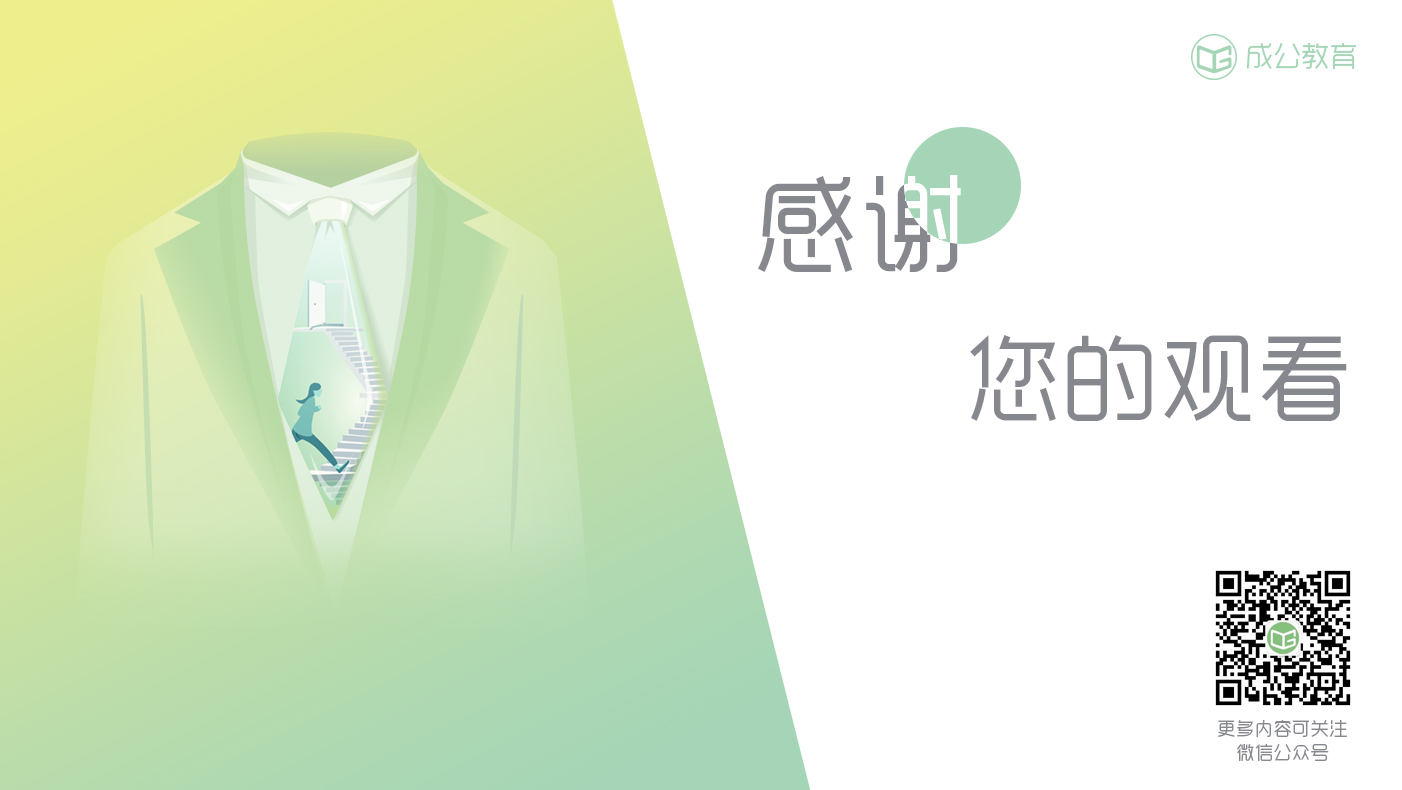 成公教育
感谢
您的观看
更多内容可关注
微信公众号